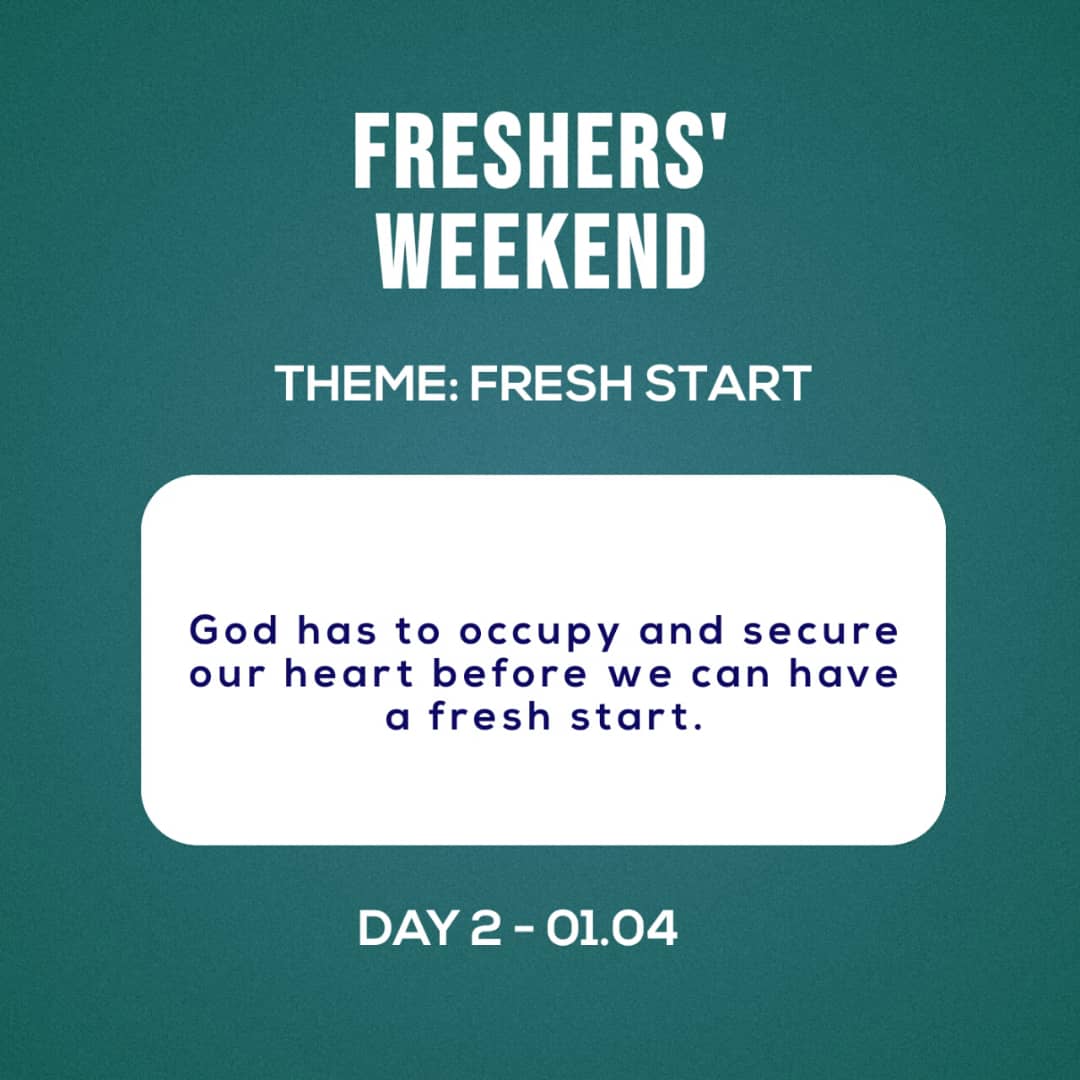 FRESHERS'
WEEKEND
THEME: FRESH START
God has to occupy and secure
our heart before we can have
a fresh start.
DAY 2 - 01.04